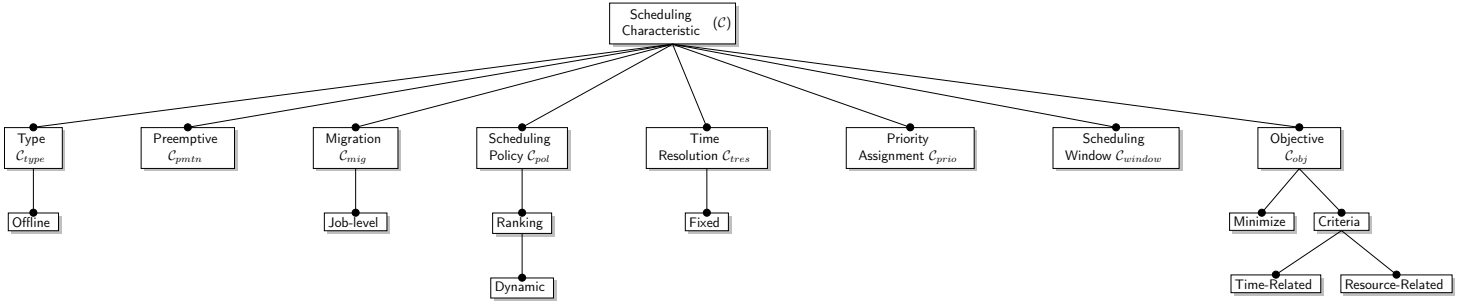 Scheduling
Characteristic (𝒞)
Type
𝒞type
Preemptive
𝒞pmtn
Migration
𝒞mig
Scheduling
Policy 𝒞pol
Time
Resolution 𝒞tres
Priority
Assignment 𝒞prio
Scheduling
Window 𝒞window
Objective
𝒞obj
Offline
Job-level
Ranking
Fixed
Minimize
Criteria
Dynamic
Time-Related
Resource-Related